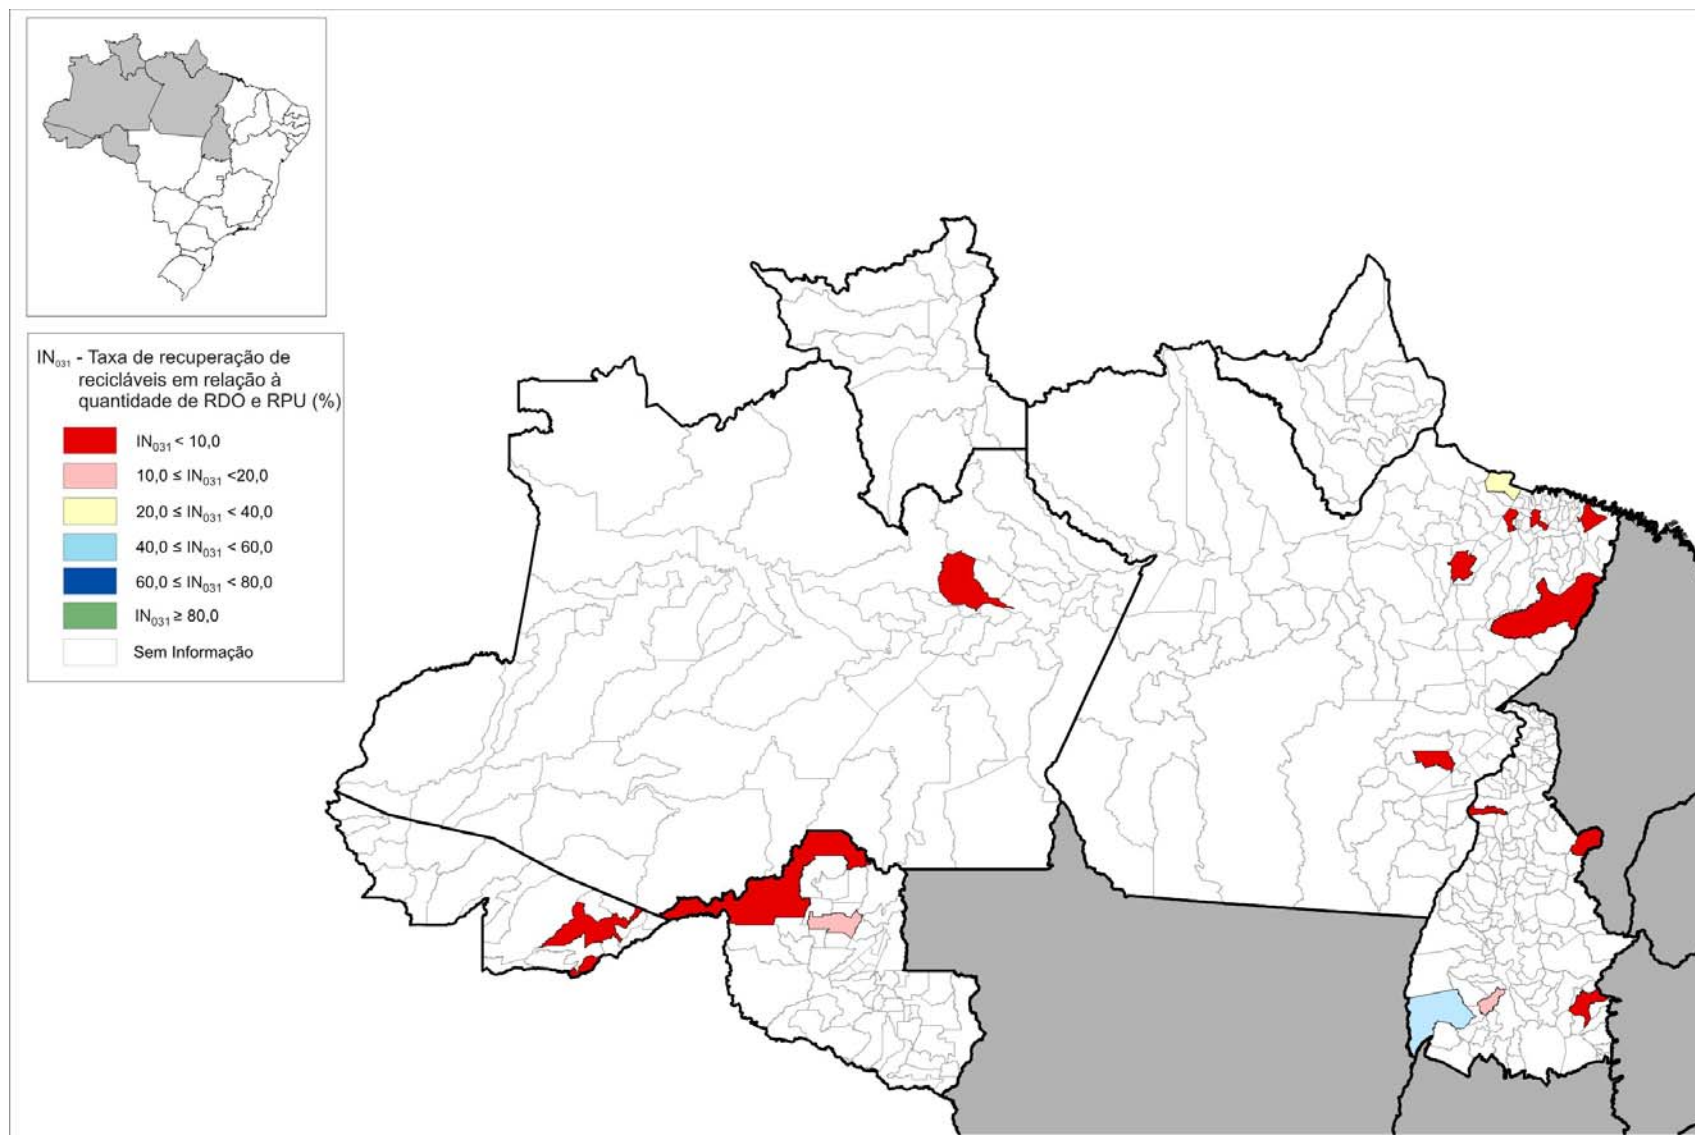 IN₀₃₁ - Taxa de recuperação de
recicláveis em relação à
quantidade de RDO e RPU (%)
IN₀₃₁ < 10,0
10,0 ≤ IN₀₃₁ <20,0
20,0 ≤ IN₀₃₁ < 40,0
40,0 ≤ IN₀₃₁ < 60,0
60,0 ≤ IN₀₃₁ < 80,0
IN₀₃₁ ≥ 80,0
Sem Informação